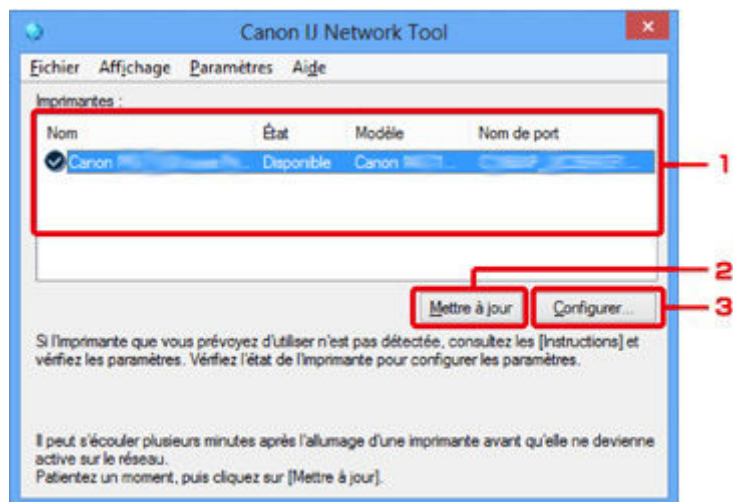 Canon IJ Network Tool
Fichier Affichage Paramètres Aide
Imprimantes :
Nom État Modèle Nom de port
Canon Disponible Canon
1
2
Mettre à jour Configurer...
3
Si l'imprimante que vous prévoyez d'utiliser n'est pas détectée, consultez les [Instructions] et
vérifiez les paramètres. Vérifiez l'état de l'imprimante pour configurer les paramètres.
Il peut s'écouler plusieurs minutes après l'allumage d'une imprimante avant qu'elle ne devienne
active sur le réseau.
Patientez un moment, puis cliquez sur [Mettre à jour].